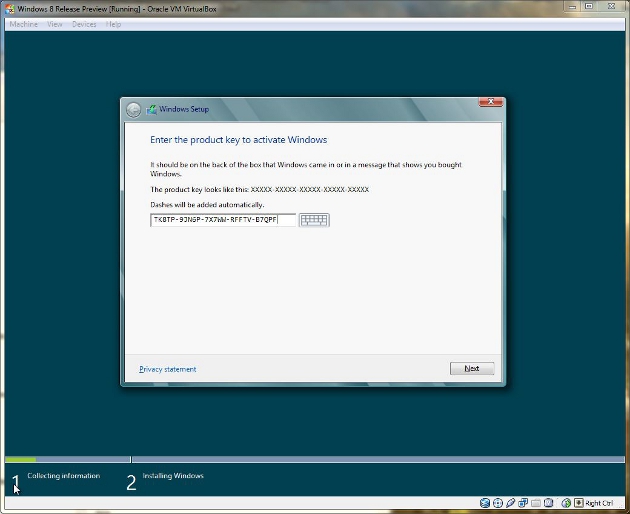 Windows 8 Release Preview [Running] - Oracle VM VirtualBox
Machine View Devices Help
Windows Setup
Enter the product key to activate Windows
It should be on the back of the box that Windows came in or in a message that shows you bought
Windows.
The product key looks like this: XXXXX-XXXXX-XXXXX-XXXXX-XXXXX
Dashes will be added automatically.
TK8TP-9JN6P-7X7WW-RFFTV-B7QPF
Privacy statement
Next
1 Collecting information 2 Installing Windows
Right Ctrl